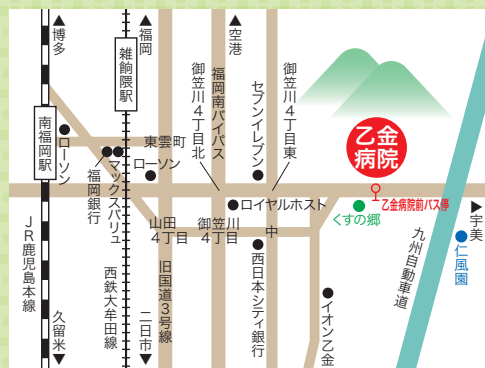 ▲博多
▲福岡
▲空港
雑餉隈駅
南福岡駅
ローソン
福岡銀行
マックスバリュ
東雲町
ローソン
御笠川4丁目北
福岡南バイパス
セブンイレブン
御笠川4丁目東
乙金
病院
乙金病院前バス停
ロイヤルホスト
くすの郷
▶宇美
仁風園
九州自動車道
山田
4丁目
御笠川
4丁目
中
西日本シティ銀行
イオン乙金
旧国道3号線
西鉄大牟田線
JR鹿児島本線
久留米▼
二日市▼